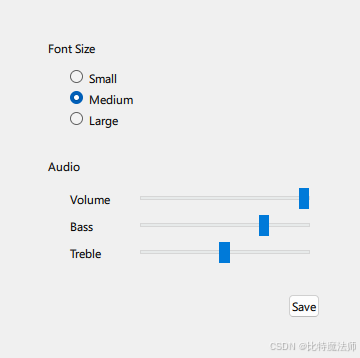 Font Size
Small
Medium
Large
Audio
Volume
Bass
Treble
Save
CSDN @比特魔法师